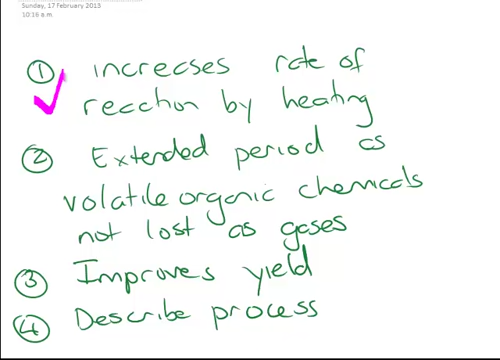 Sunday, 17 February 2013
10:16 a.m.
① increases rate of
reaction by heating
② Extended period as
volatile organic chemicals
not lost as gases
③ Improves yield
④ Describe process